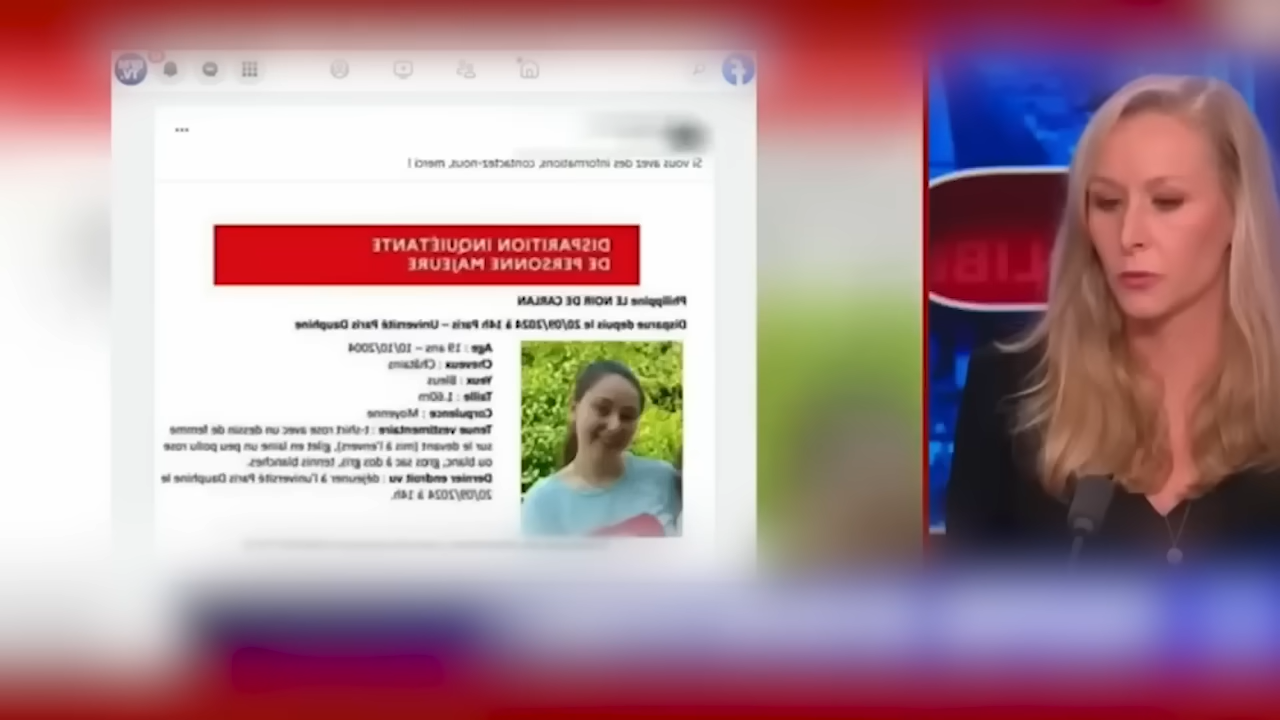 Si vous avez des informations, contactez-nous, merci !
DISPARITION INQUIÉTANTE
DE PERSONNE MAJEURE
Philippine LE NOIR DE CARLAN
Disparue depuis le 20/09/2024 à 14h Paris – Université Paris Dauphine
Age : 19 ans – 10/10/2004
Cheveux : Châtains
Yeux : Bleus
Taille : 1.60m
Corpulence : Moyenne
Tenue vestimentaire : t-shirt rose avec un dessin de femme
sur le devant (mis à l'envers), gilet en laine un peu poilu rose
ou blanc, gros sac à dos gris, tennis blanches.
Dernier endroit vu : déjeuner à l'université Paris Dauphine le
20/09/2024 à 14h.
LIB